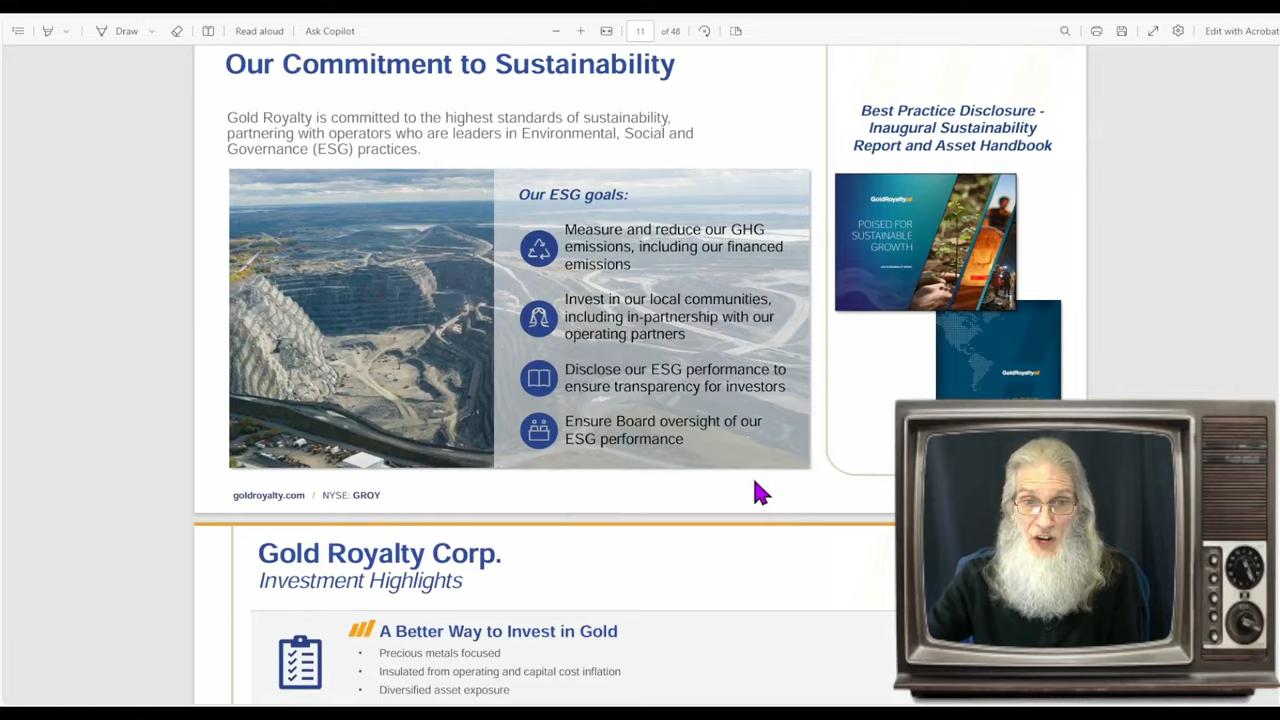 Draw
Read aloud
Ask Copilot
11
of 48
Edit with Acrobat
Our Commitment to Sustainability
Gold Royalty is committed to the highest standards of sustainability,
partnering with operators who are leaders in Environmental, Social and
Governance (ESG) practices.
Our ESG goals:
Measure and reduce our GHG
emissions, including our financed
emissions
Invest in our local communities,
including in-partnership with our
operating partners
Disclose our ESG performance to
ensure transparency for investors
Ensure Board oversight of our
ESG performance
Best Practice Disclosure -
Inaugural Sustainability
Report and Asset Handbook
GoldRoyalty
POISED FOR
SUSTAINABLE
GROWTH
GoldRoyalty
goldroyalty.com / NYSE: GROY
Gold Royalty Corp.
Investment Highlights
A Better Way to Invest in Gold
• Precious metals focused
• Insulated from operating and capital cost inflation
• Diversified asset exposure